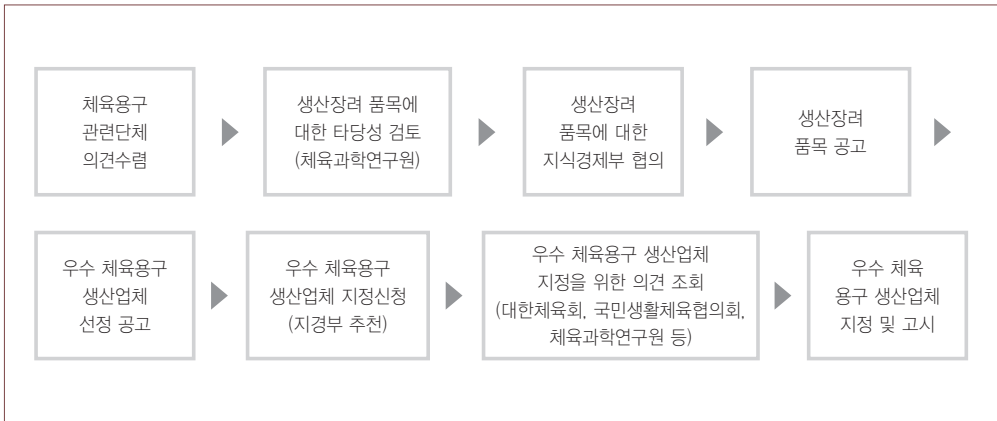 체육용구
관련단체
의견수렴
생산장려 품목에
대한 타당성 검토
(체육과학연구원)
생산장려
품목에 대한
지식경제부 협의
생산장려
품목 공고
우수 체육용구
생산업체
선정 공고
우수 체육용구
생산업체 지정신청
(지경부 추천)
우수 체육용구 생산업체
지정을 위한 의견 조회
(대한체육회, 국민생활체육협의회,
체육과학연구원 등)
우수 체육
용구 생산업체
지정 및 고시